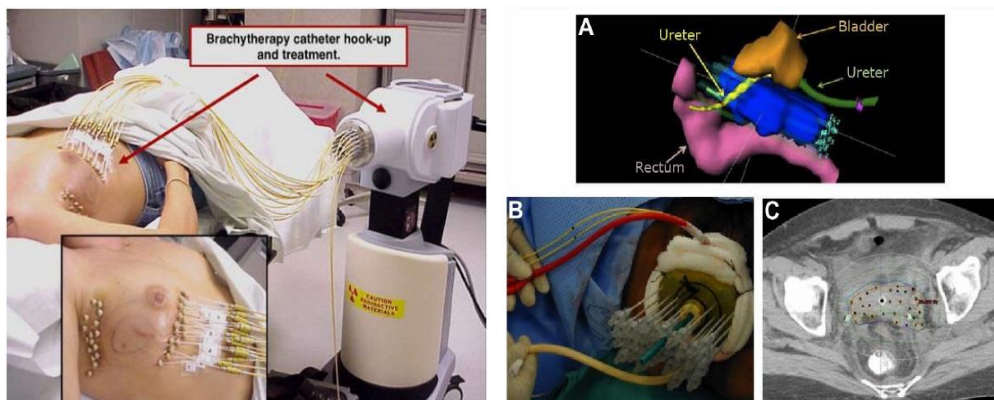 Brachytherapy catheter hook-up
and treatment.
CAUTION
RADIOACTIVE
MATERIALS
A
Ureter
Bladder
Ureter
Rectum
B
C